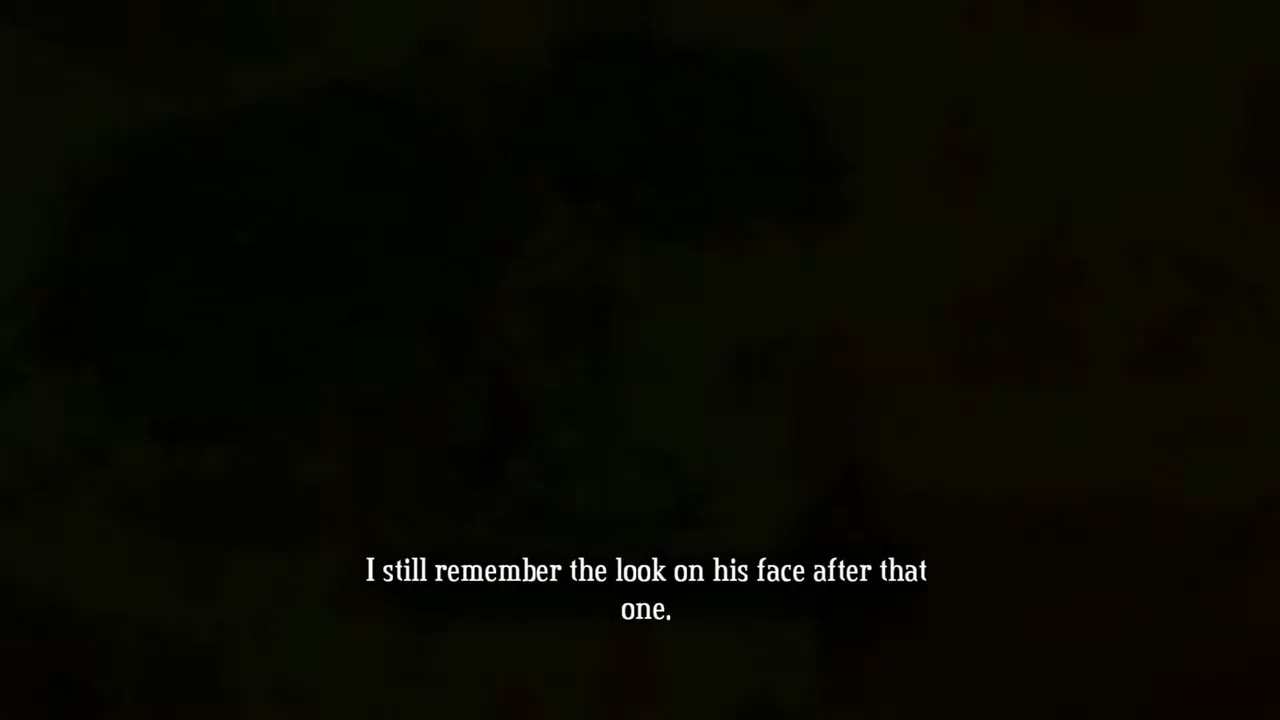 I still remember the look on his face after that
one.